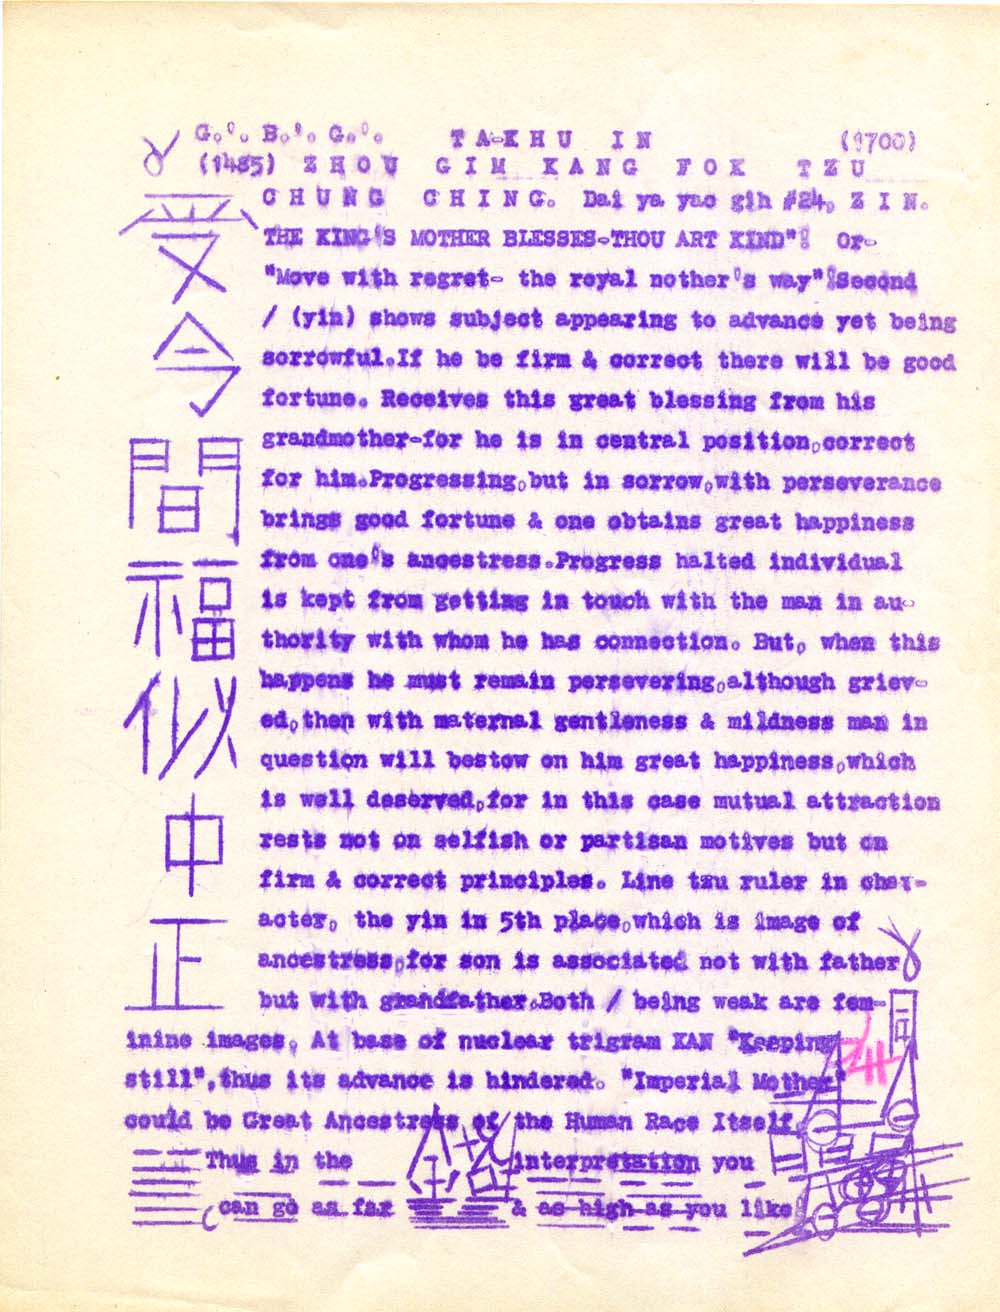 G.'. B.'. G.'. TA-KHU IN (1700)
(1485) ZHOU GIM KANG FOK TZU
CHUNG CHING. Dai ya yao gih #24, ZIN.
THE KING'S MOTHER BLESSES-THOU ART KIND"! Or-
"Move with regret- the royal nother's way"!Second
/ (yin) shows subject appearing to advance yet being
sorrowful.If he be firm & correct there will be good
fortune. Receives this great blessing from his
grandmother-for he is in central position,correct
for him.Progressing,but in sorrow,with perseverance
brings good fortune & one obtains great happiness
from one's ancestress.Progress halted individual
is kept from getting in touch with the man in au-
thority with whom he has connection. But, when this
happens he must remain persevering,although griev-
ed,then with maternal gentleness & mildness man in
question will bestow on him great happiness,which
is well deserved,for in this case mutual attraction
rests not on selfish or partisan motives but on
firm & correct principles. Line tzu ruler in char-
acter, the yin in 5th place,which is image of
ancestress,for son is associated not with father
but with grandfather.Both / being weak are fem-
inine images. At base of nuclear trigram KAN "Keeping
still",thus its advance is hindered. "Imperial Mother"
could be Great Ancestress of the Human Race Itself.
Thus in the interpretation you
can go as far & as high as you like!
今
間
福
似
中
正